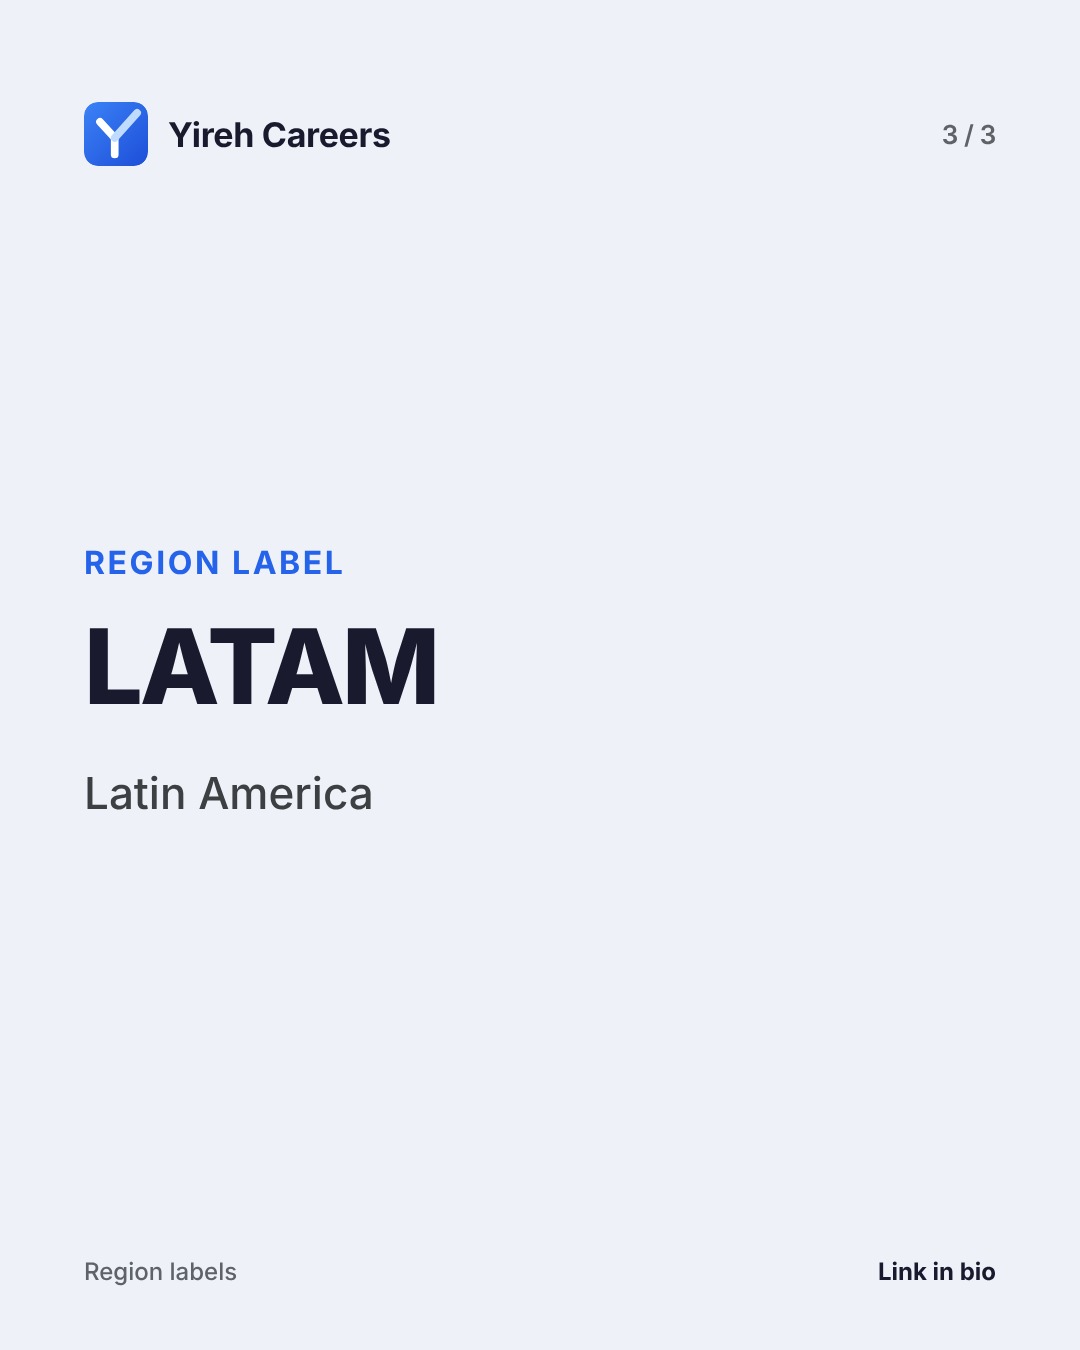 Yireh Careers
3 / 3
REGION LABEL
LATAM
Latin America
Region labels
Link in bio